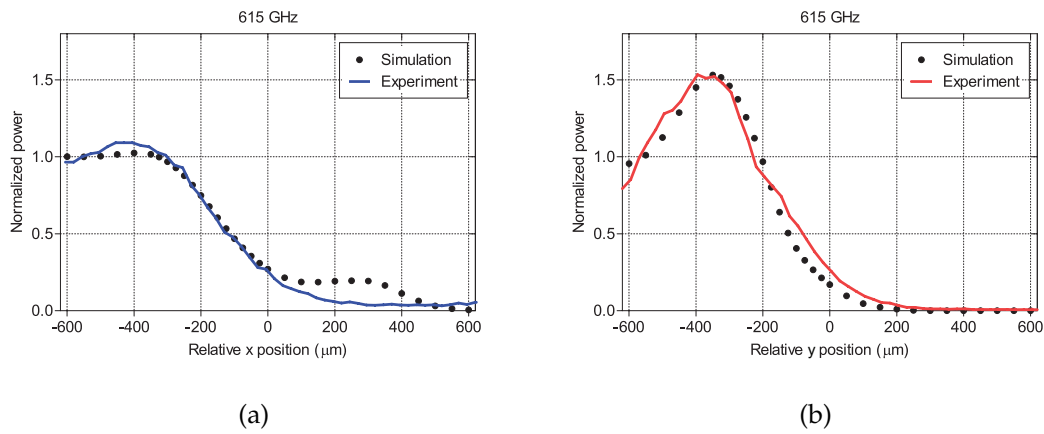 615 GHz
Simulation
Experiment
1.5
1.0
0.5
0.0
Normalized power
-600 -400 -200 0 200 400 600
Relative x position (μm)
(a)
615 GHz
Simulation
Experiment
1.5
1.0
0.5
0.0
Normalized power
-600 -400 -200 0 200 400 600
Relative y position (μm)
(b)